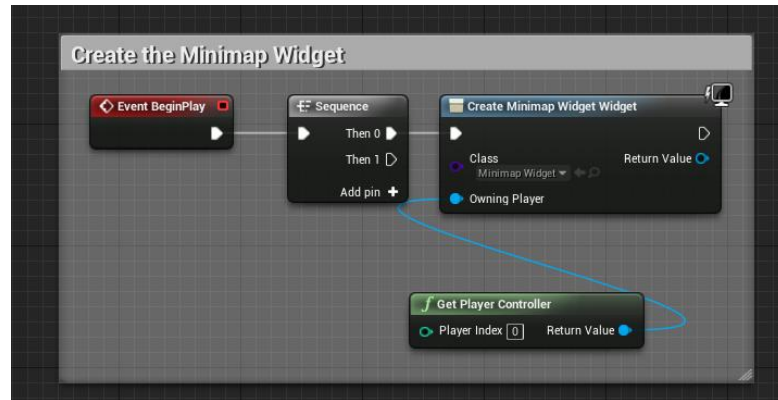 Create the Minimap Widget
Event BeginPlay
Sequence
Then 0
Then 1
Add pin
Create Minimap Widget Widget
Class
Minimap Widget
Return Value
Owning Player
f Get Player Controller
Player Index 0
Return Value